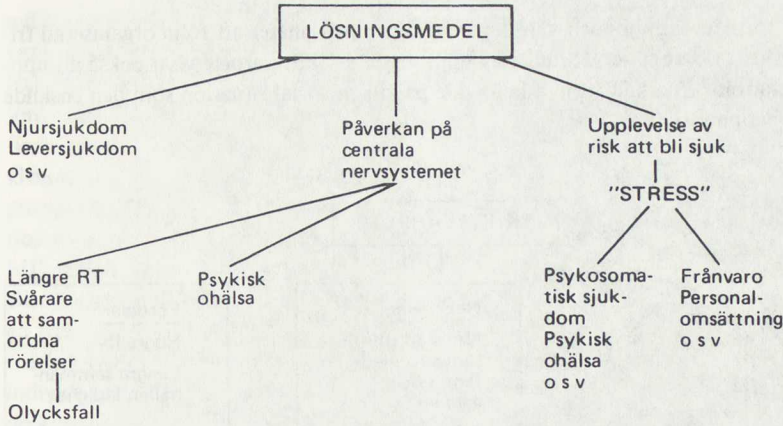 LÖSNINGSMEDEL
Njursjukdom
Leversjukdom
o s v
Påverkan på
centrala
nervsystemet
Upplevelse av
risk att bli sjuk
"STRESS"
Längre RT
Svårare
att sam-
ordna
rörelser
Olycksfall
Psykisk
ohälsa
Psykosoma-
tisk sjuk-
dom
Psykisk
ohälsa
o s v
Frånvaro
Personal-
omsättning
o s v